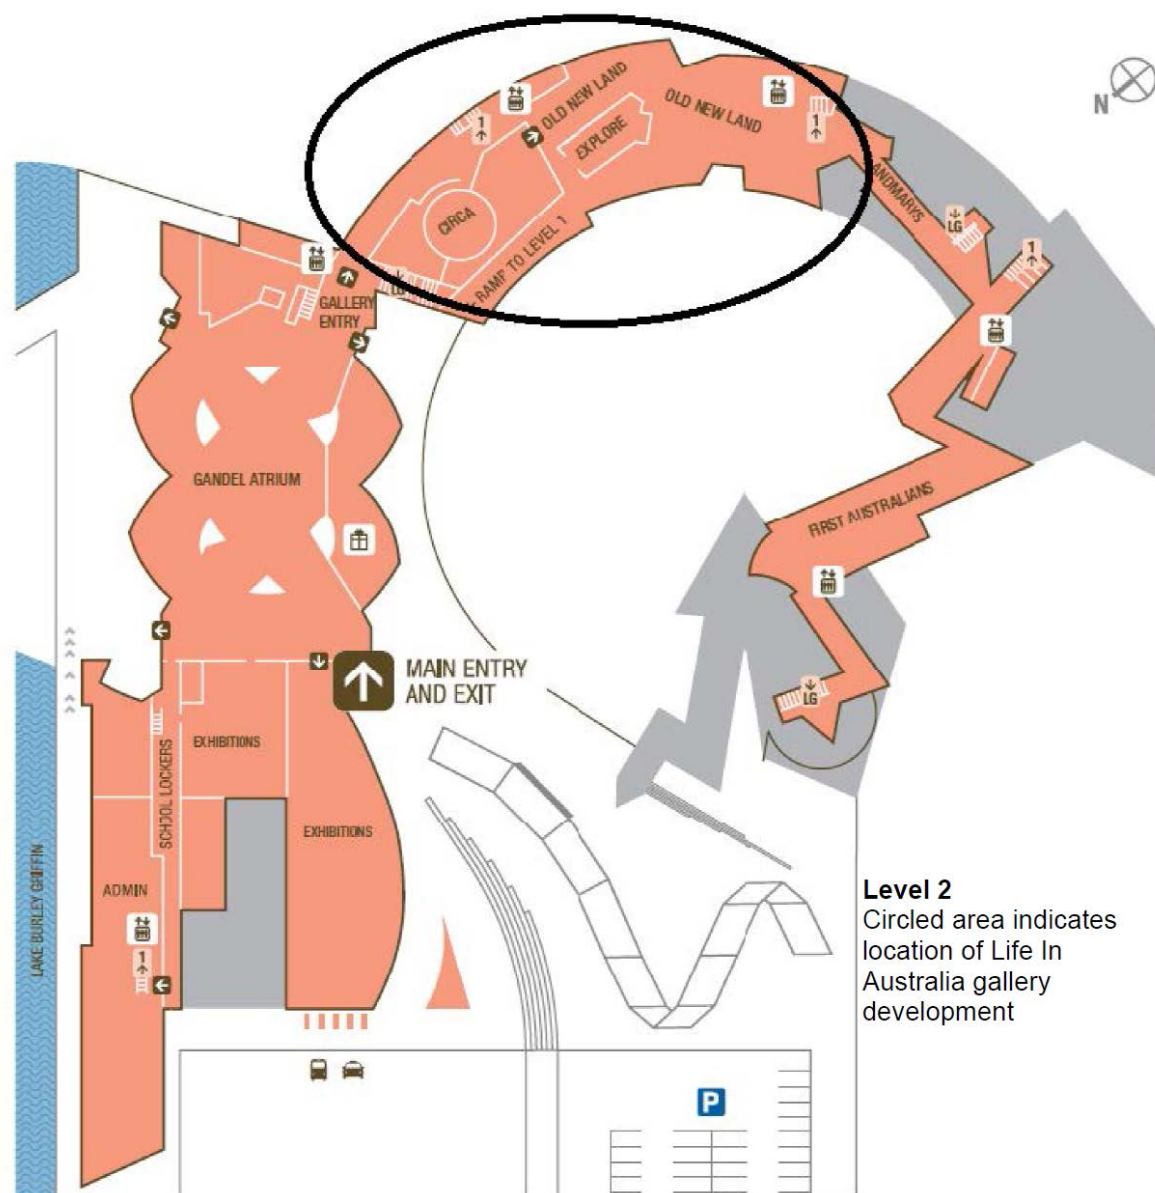 OLD NEW LAND
OLD NEW LAND
EXPLORE
1
1
N
CIRCA
RAMP TO LEVEL 1
ANDMARKS
LG
1
LG
GALLERY
ENTRY
GANDEL ATRIUM
FIRST AUSTRALIANS
LG
MAIN ENTRY
AND EXIT
EXHIBITIONS
SCHOOL LOCKERS
EXHIBITIONS
ADMIN
1
LAKE BURLEY GRIFFIN
Level 2
Circled area indicates
location of Life In
Australia gallery
development
P